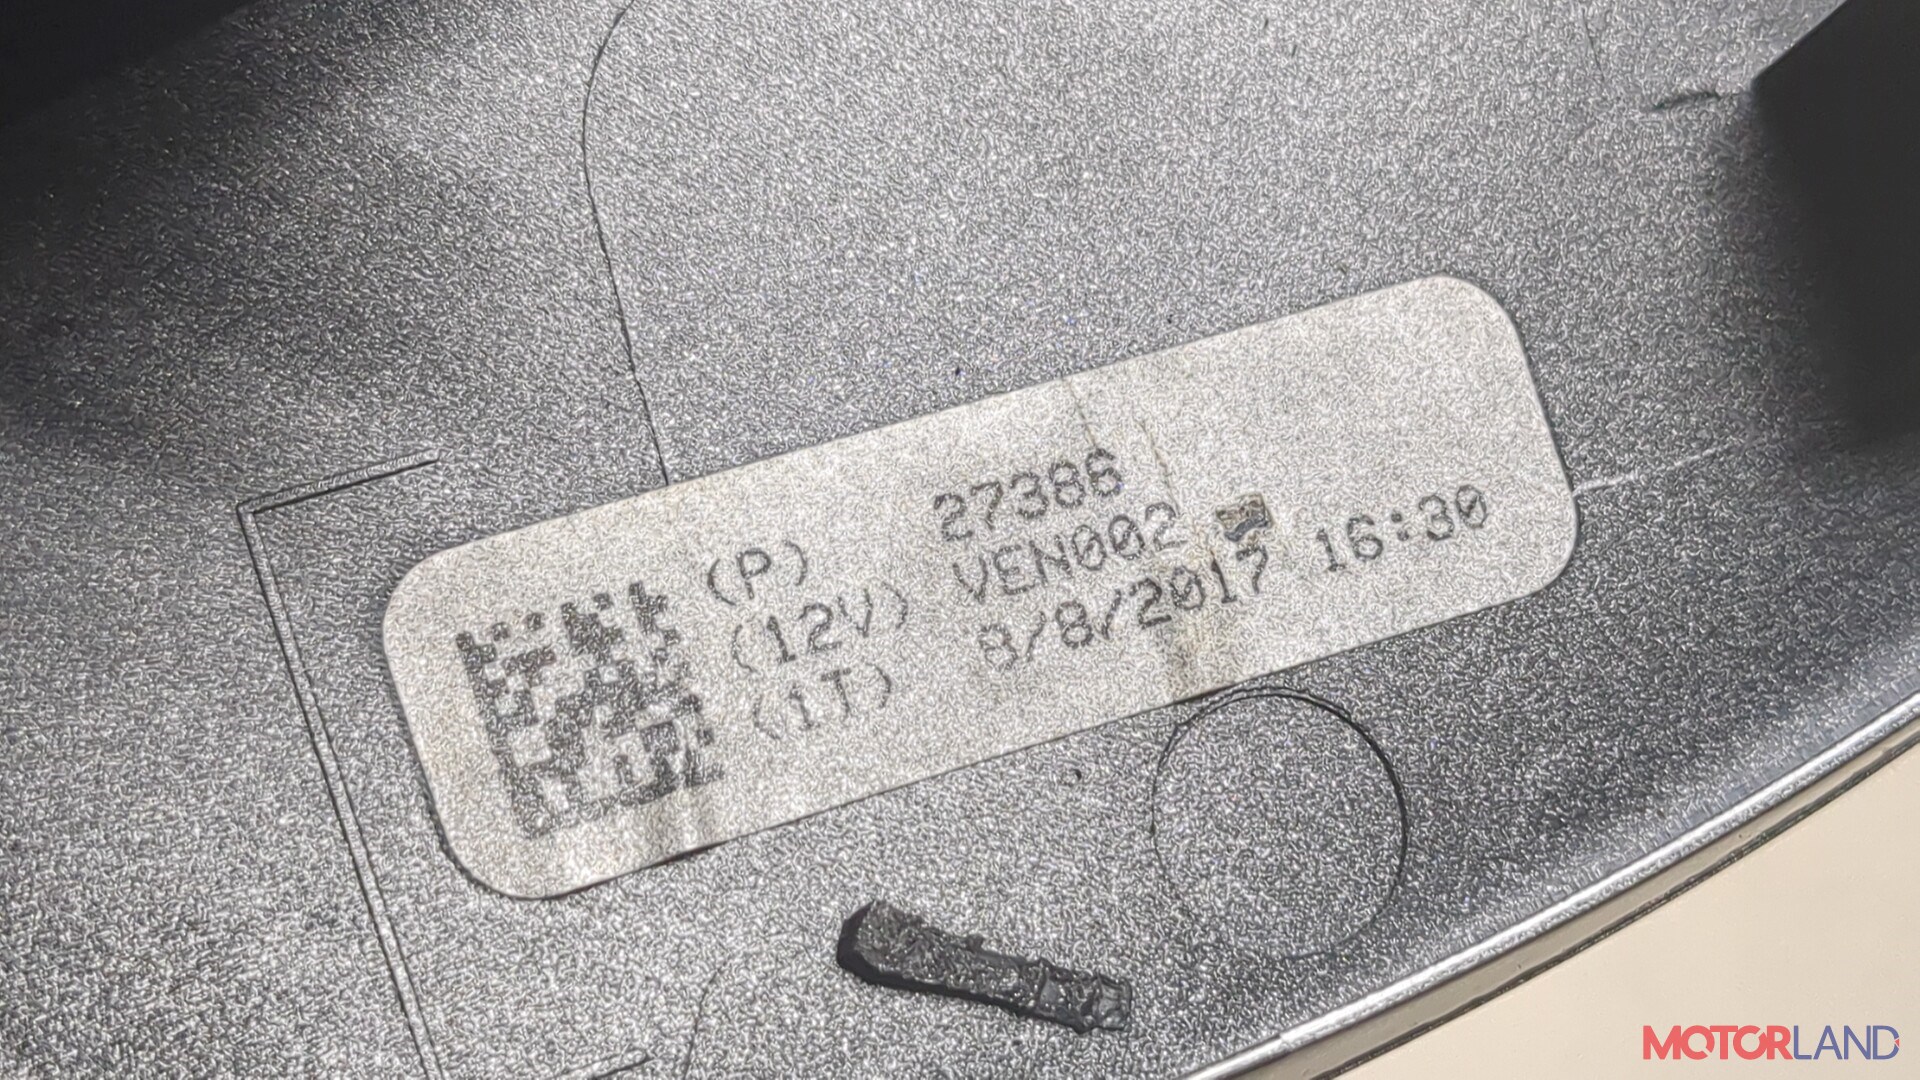 (P) 27386
(12V) VEN002
(1T) 8/8/2017 16:30
MOTORLAND